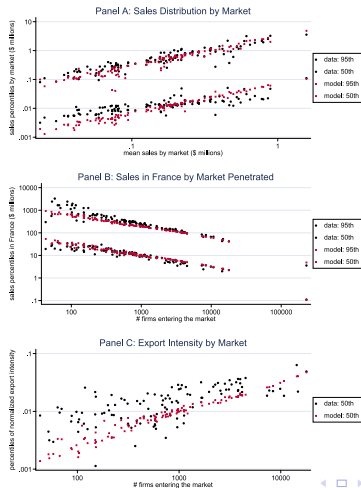 Panel A: Sales Distribution by Market
sales percentiles by market ($ millions)
10
1
.1
.01
.001
.1
1
mean sales by market ($ millions)
data: 95th
data: 50th
model: 95th
model: 50th
Panel B: Sales in France by Market Penetrated
sales percentiles in France ($ millions)
10000
1000
100
10
1
.1
100
1000
10000
100000
# firms entering the market
data: 95th
data: 50th
model: 95th
model: 50th
Panel C: Export Intensity by Market
percentiles of normalized export intensity
.1
.01
.001
100
1000
10000
# firms entering the market
data: 50th
model: 50th